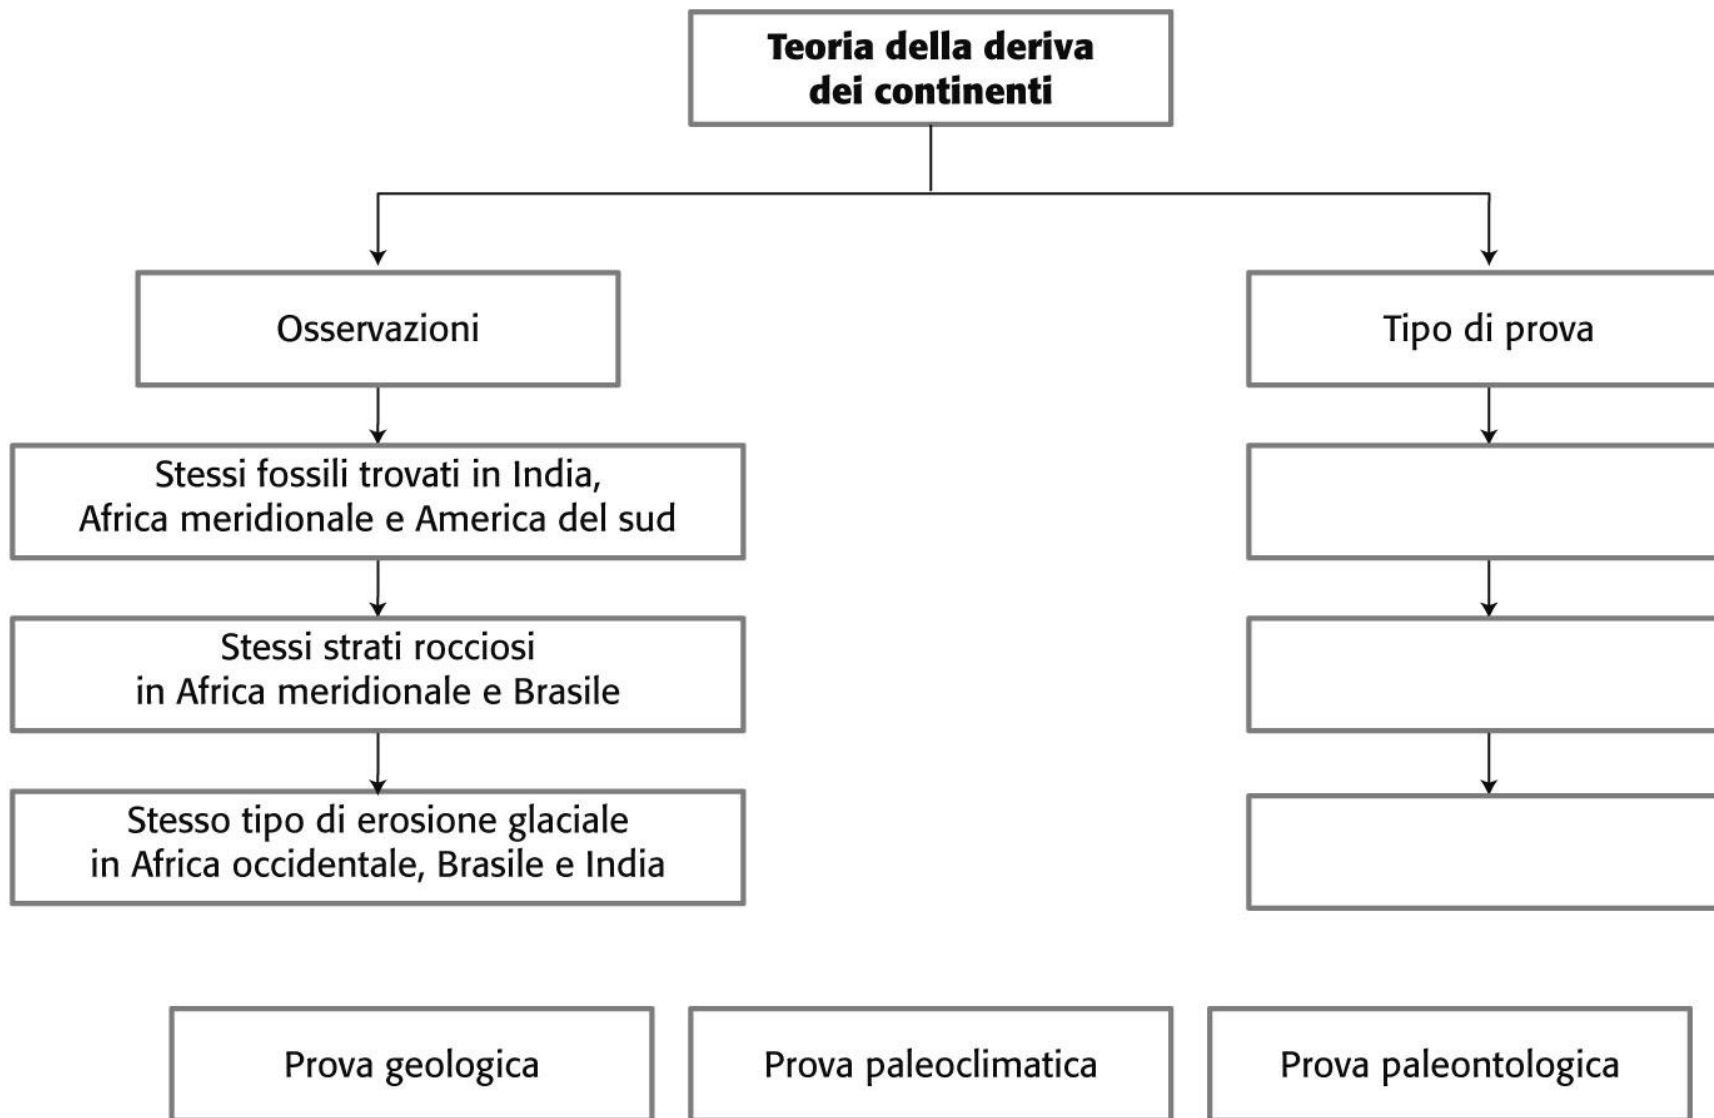 Teoria della deriva
dei continenti
Osservazioni
Tipo di prova
Stessi fossili trovati in India,
Africa meridionale e America del sud
Stessi strati rocciosi
in Africa meridionale e Brasile
Stesso tipo di erosione glaciale
in Africa occidentale, Brasile e India
Prova geologica
Prova paleoclimatica
Prova paleontologica